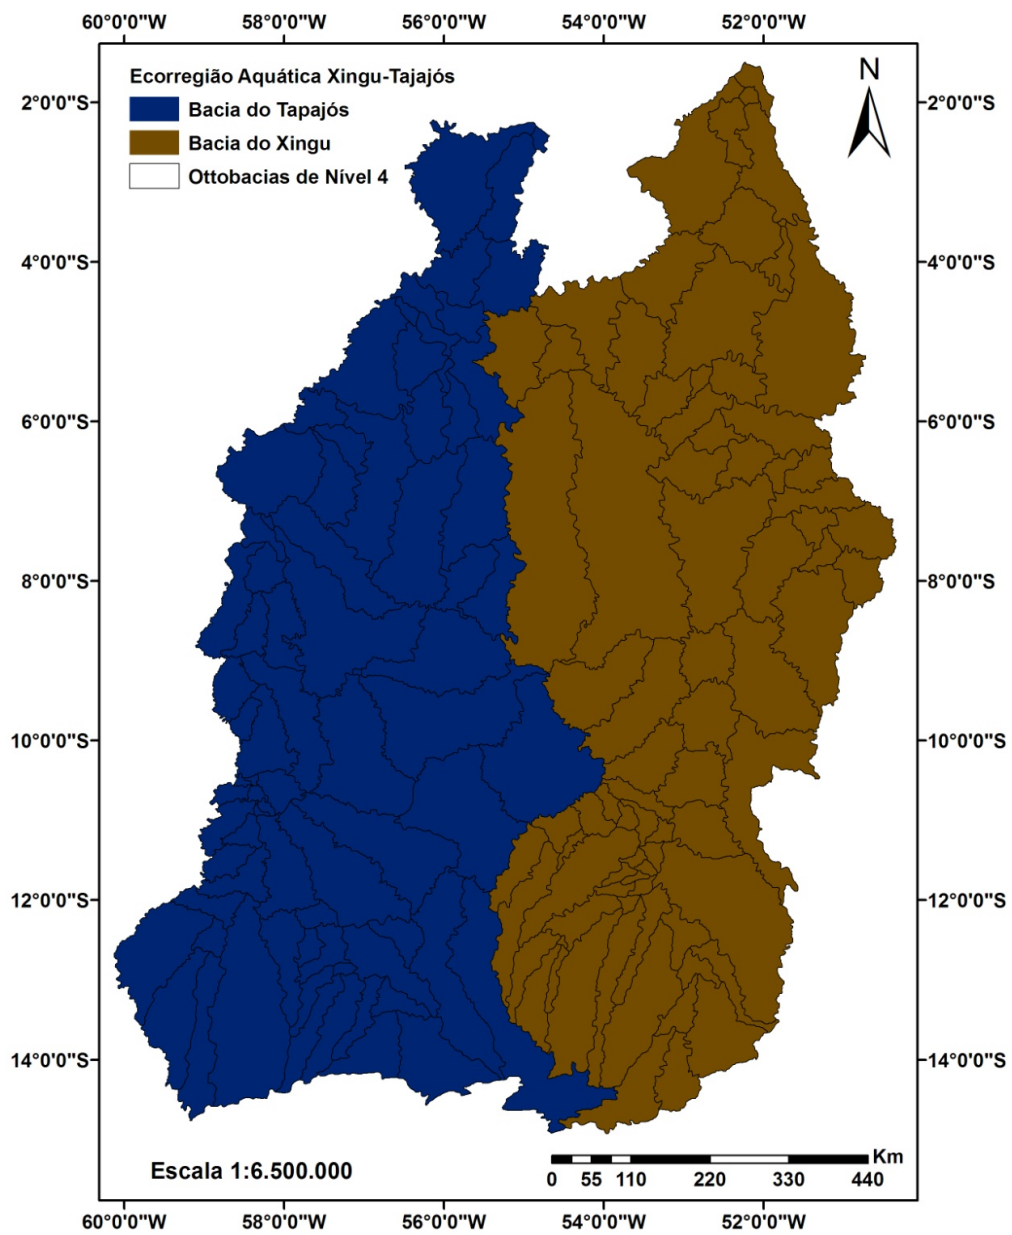 60°0'0"W 58°0'0"W 56°0'0"W 54°0'0"W 52°0'0"W
Ecorregião Aquática Xingu-Tajajós
Bacia do Tapajós
Bacia do Xingu
Ottobacias de Nível 4
N
2°0'0"S 2°0'0"S
4°0'0"S 4°0'0"S
6°0'0"S 6°0'0"S
8°0'0"S 8°0'0"S
10°0'0"S 10°0'0"S
12°0'0"S 12°0'0"S
14°0'0"S 14°0'0"S
Escala 1:6.500.000
Km
0 55 110 220 330 440
60°0'0"W 58°0'0"W 56°0'0"W 54°0'0"W 52°0'0"W